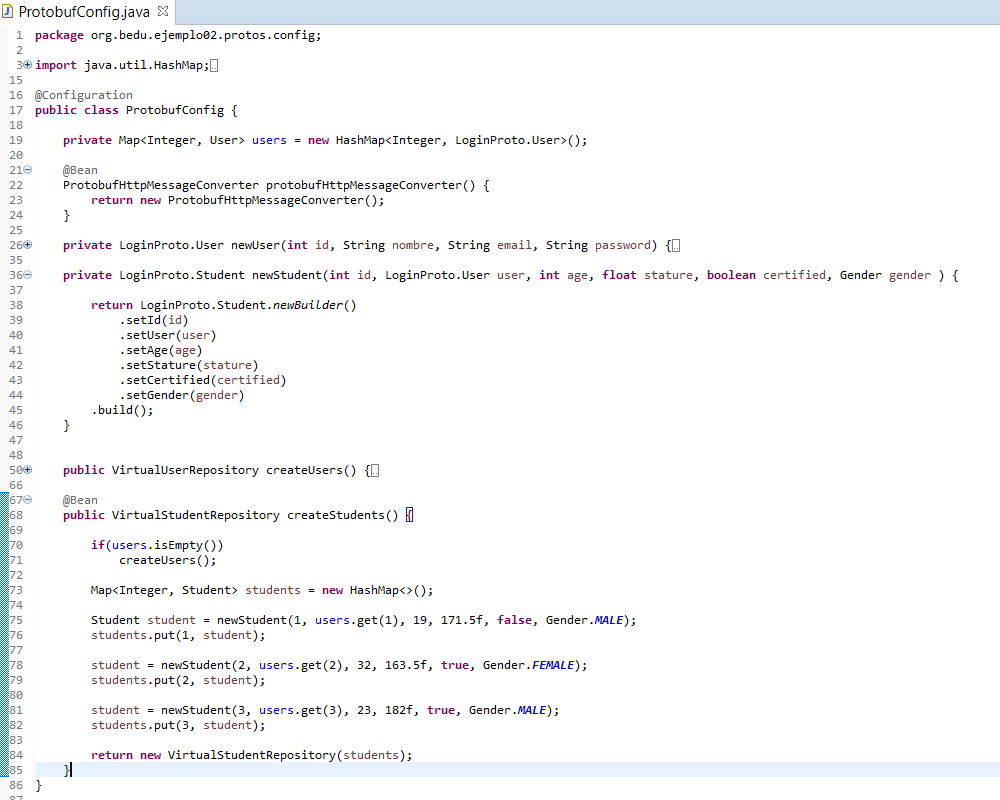 ProtobufConfig.java
1 package org.bedu.ejemplo02.protos.config;
2
3 import java.util.HashMap;
15
16 @Configuration
17 public class ProtobufConfig {
18
19     private Map<Integer, User> users = new HashMap<Integer, LoginProto.User>();
20
21     @Bean
22     ProtobufHttpMessageConverter protobufHttpMessageConverter() {
23         return new ProtobufHttpMessageConverter();
24     }
25
26     private LoginProto.User newUser(int id, String nombre, String email, String password) {
35
36     private LoginProto.Student newStudent(int id, LoginProto.User user, int age, float stature, boolean certified, Gender gender ) {
37
38         return LoginProto.Student.newBuilder()
39             .setId(id)
40             .setUser(user)
41             .setAge(age)
42             .setStature(stature)
43             .setCertified(certified)
44             .setGender(gender)
45         .build();
46     }
47
48
50     public VirtualUserRepository createUsers() {
66
67     @Bean
68     public VirtualStudentRepository createStudents() {
69
70         if(users.isEmpty())
71             createUsers();
72
73         Map<Integer, Student> students = new HashMap<>();
74
75         Student student = newStudent(1, users.get(1), 19, 171.5f, false, Gender.MALE);
76         students.put(1, student);
77
78         student = newStudent(2, users.get(2), 32, 163.5f, true, Gender.FEMALE);
79         students.put(2, student);
80
81         student = newStudent(3, users.get(3), 23, 182f, true, Gender.MALE);
82         students.put(3, student);
83
84         return new VirtualStudentRepository(students);
85     }
86 }
87